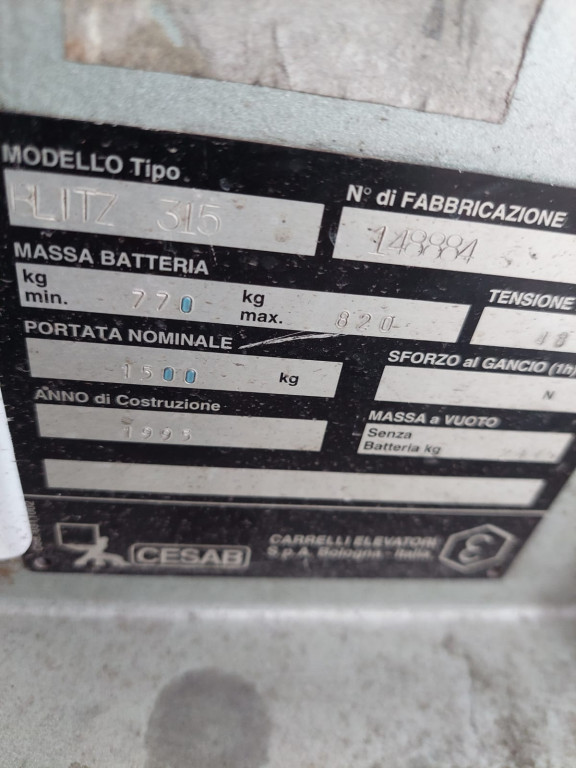 MODELLO Tipo
BLITZ 315
N° di FABBRICAZIONE
148884
MASSA BATTERIA
kg
min. 770 kg
max. 820
TENSIONE
48
PORTATA NOMINALE
1500 kg
SFORZO al GANCIO (1h)
N
ANNO di Costruzione
1995
MASSA a VUOTO
Senza
Batteria kg
CESAB
CARRELLI ELEVATORI
S.p.A. Bologna - Italia